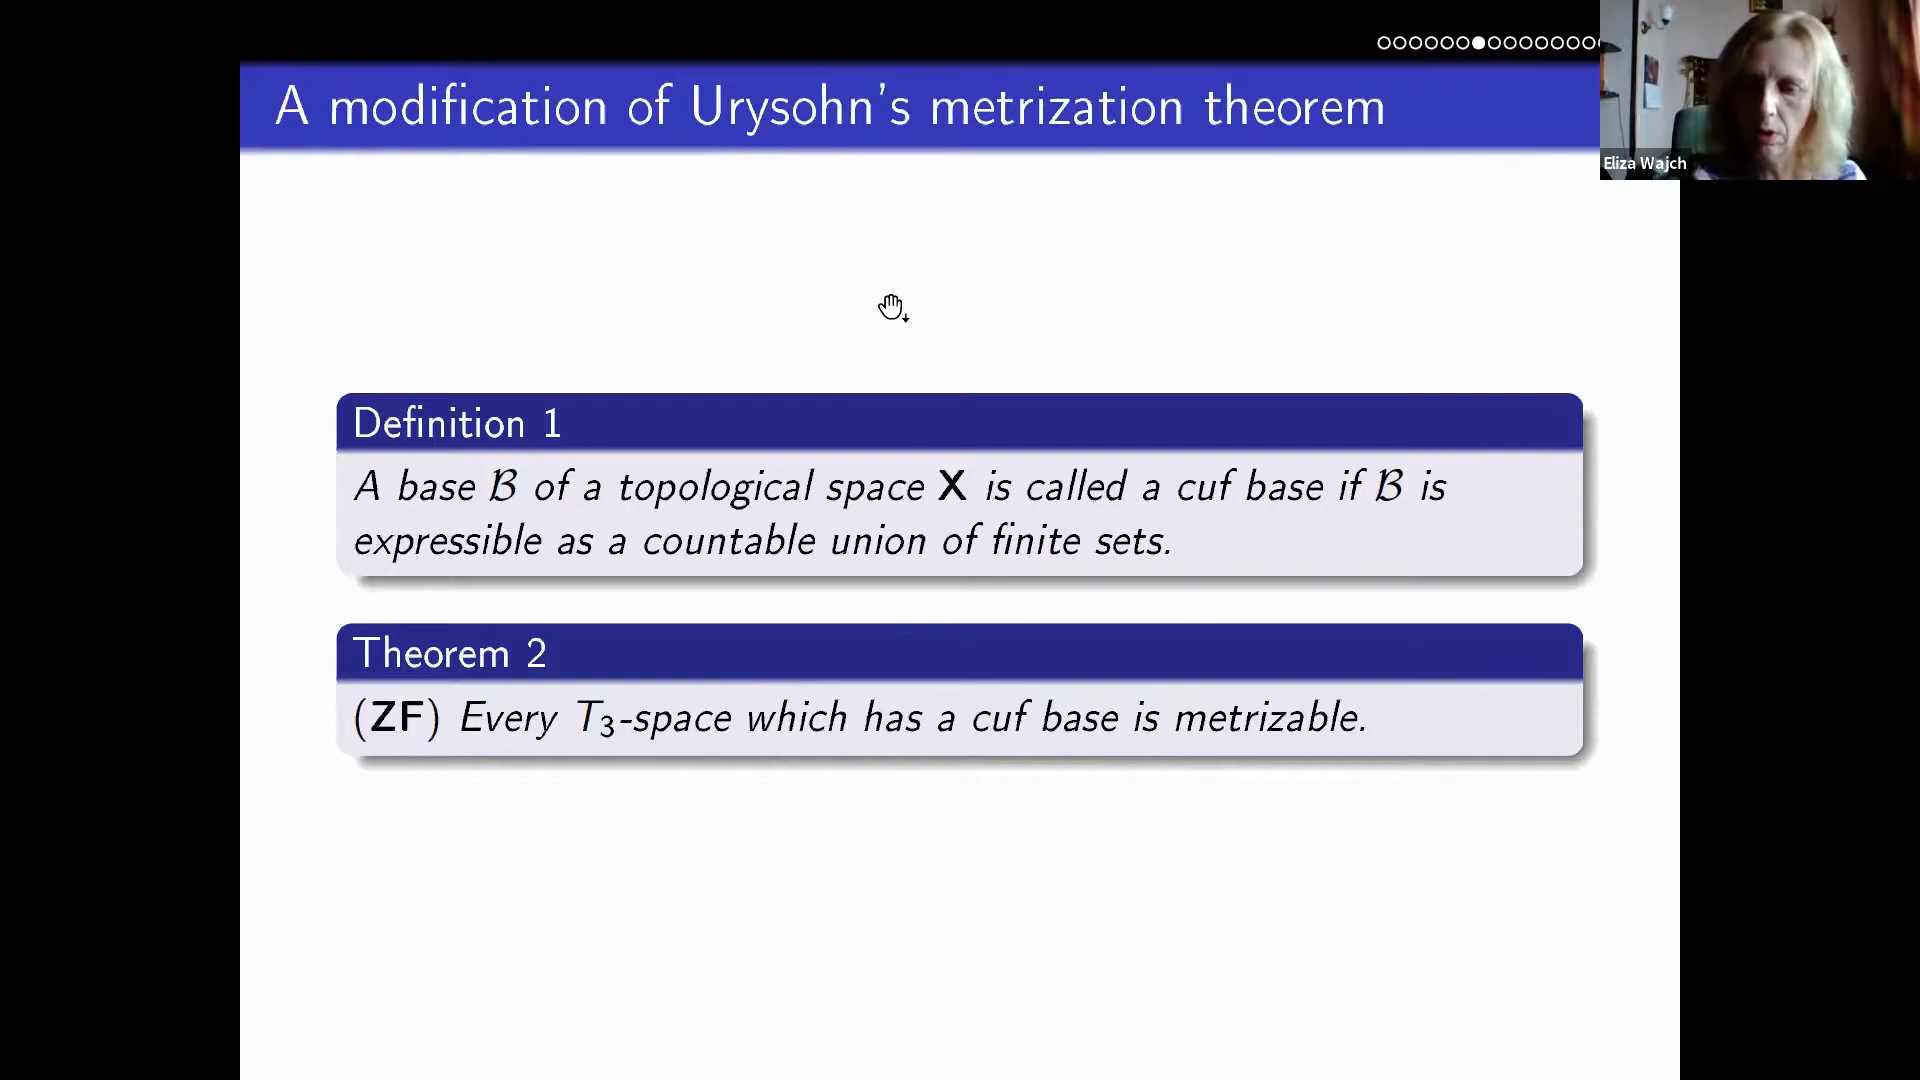 A modification of Urysohn's metrization theorem
Eliza Wajch
Definition 1
A base ℬ of a topological space X is called a cuf base if ℬ is
expressible as a countable union of finite sets.
Theorem 2
(ZF) Every T₃-space which has a cuf base is metrizable.